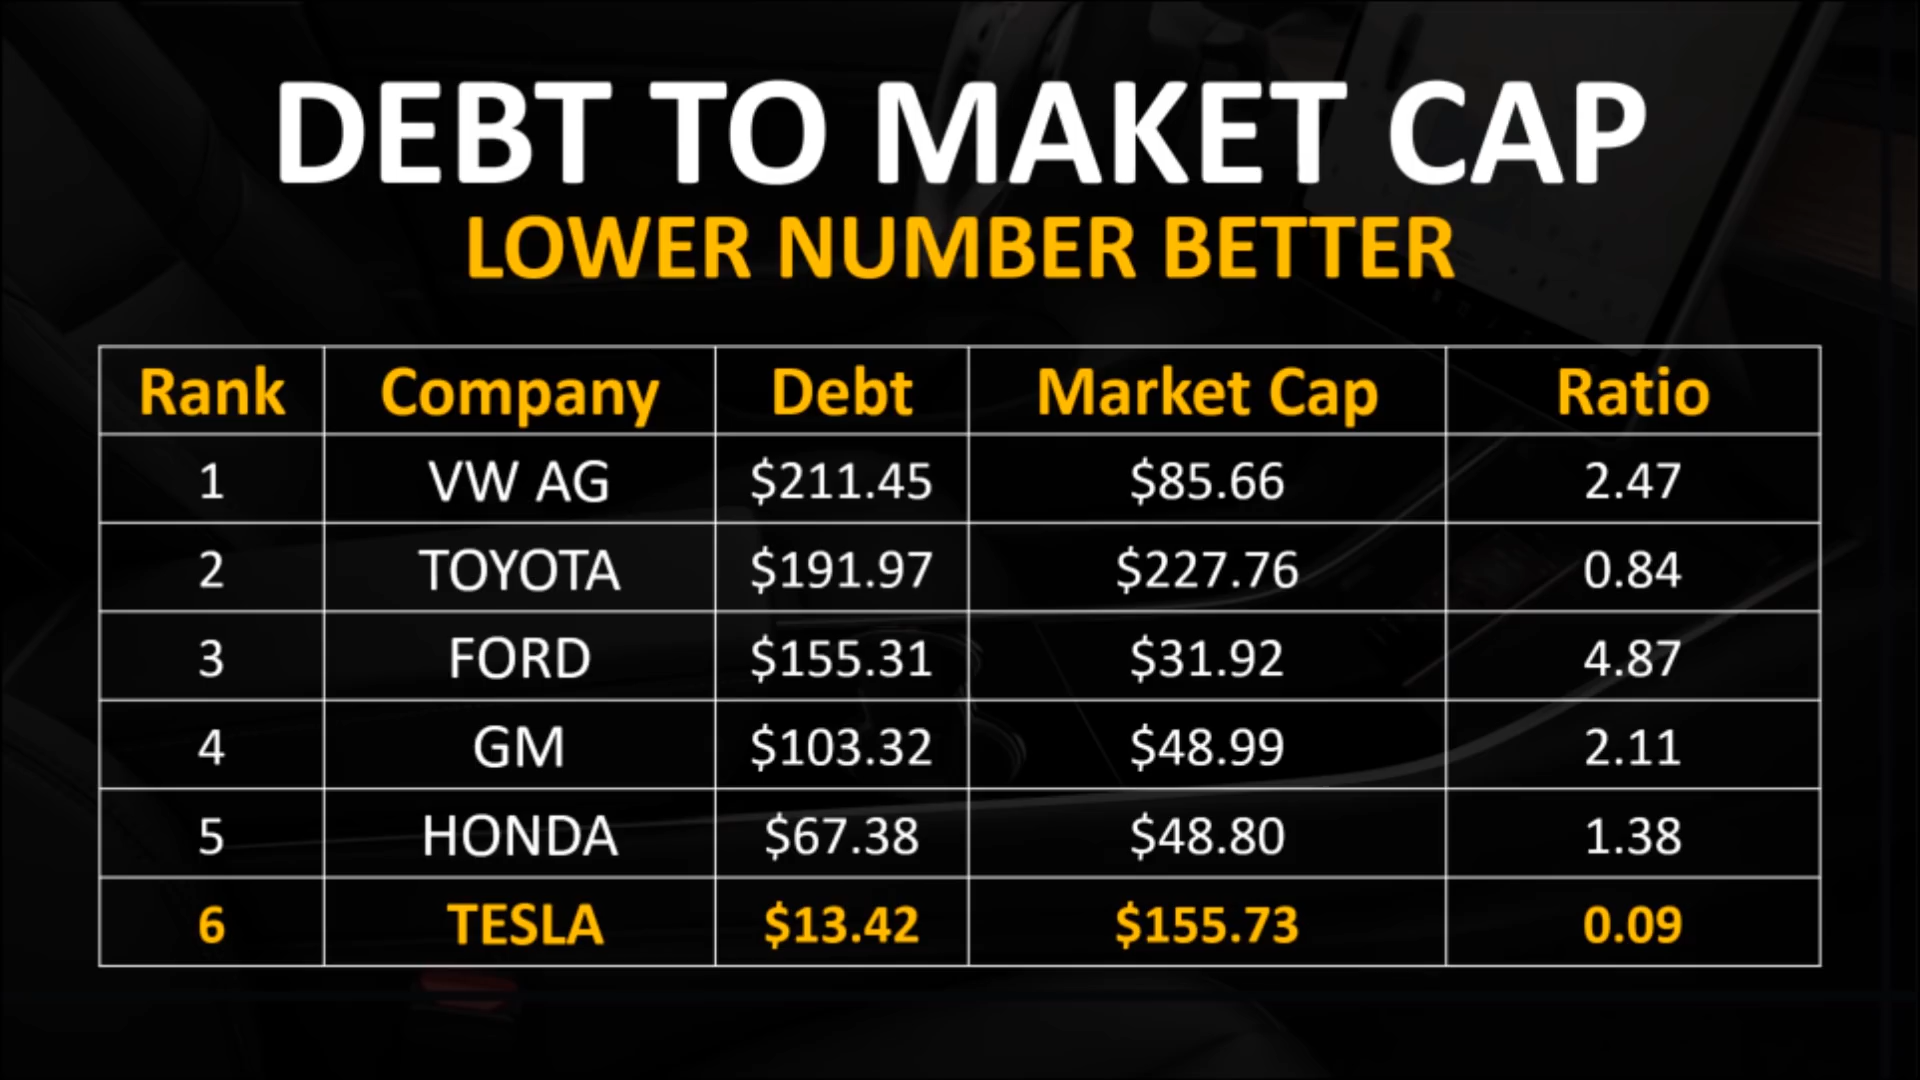 DEBT TO MAKET CAP
LOWER NUMBER BETTER
Rank Company Debt Market Cap Ratio
1 VW AG $211.45 $85.66 2.47
2 TOYOTA $191.97 $227.76 0.84
3 FORD $155.31 $31.92 4.87
4 GM $103.32 $48.99 2.11
5 HONDA $67.38 $48.80 1.38
6 TESLA $13.42 $155.73 0.09